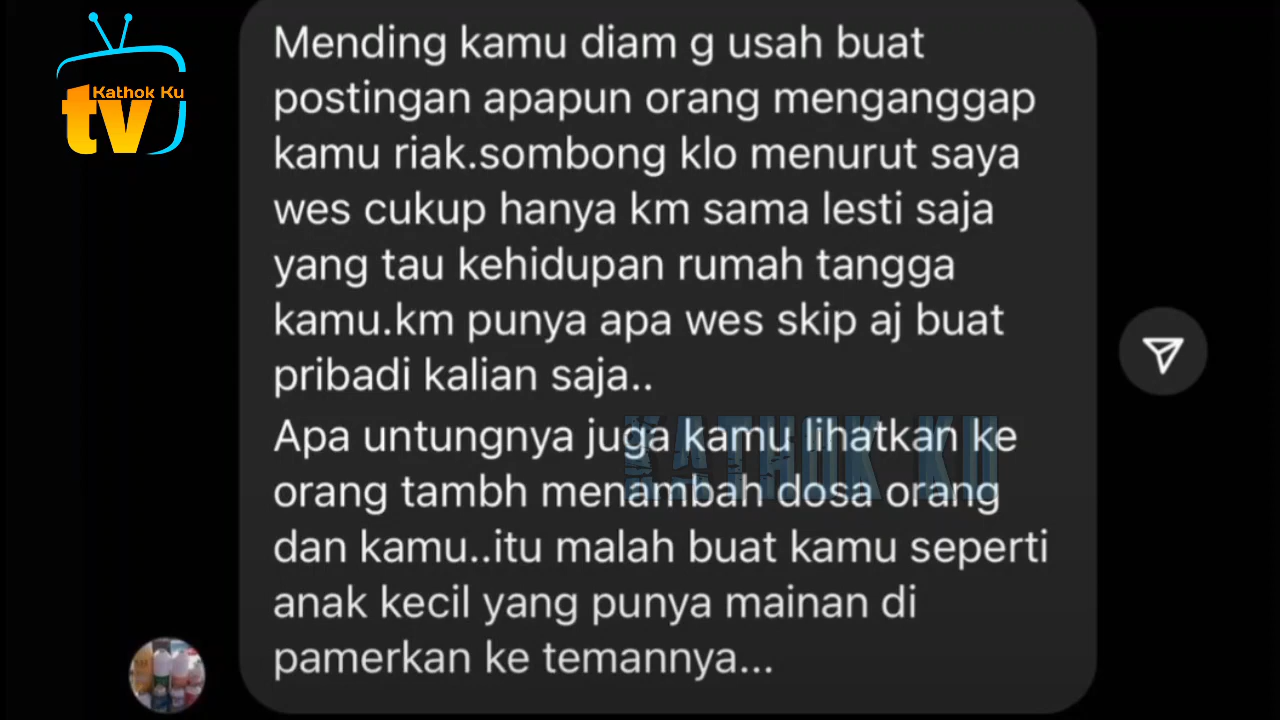 Kathok Ku
tv
Mending kamu diam g usah buat
postingan apapun orang menganggap
kamu riak.sombong klo menurut saya
wes cukup hanya km sama lesti saja
yang tau kehidupan rumah tangga
kamu.km punya apa wes skip aj buat
pribadi kalian saja..
Apa untungnya juga kamu lihatkan ke
orang tambh menambah dosa orang
dan kamu..itu malah buat kamu seperti
anak kecil yang punya mainan di
pamerkan ke temannya...
KATHOK KU